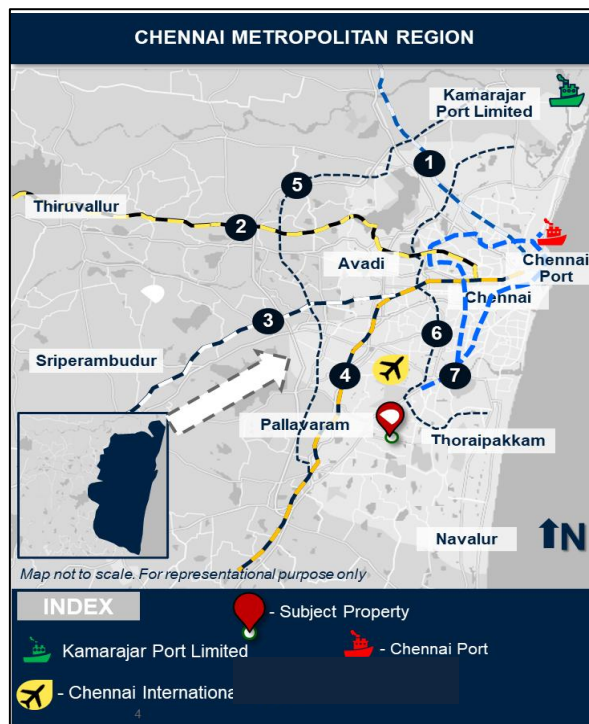 CHENNAI METROPOLITAN REGION
Kamarajar
Port Limited
1
5
Thiruvallur
2
Avadi
Chennai
Port
Chennai
3
Sriperambudur
6
4
7
Pallavaram
Thoraipakkam
Navalur
N
Map not to scale. For representational purpose only
INDEX
- Subject Property
Kamarajar Port Limited
- Chennai Port
- Chennai Internationa
4